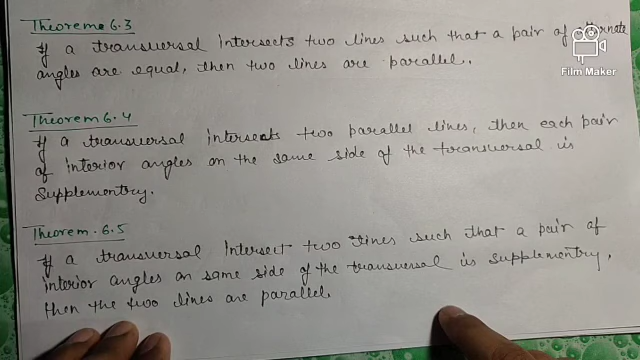 Theorem 6.3
If a transversal intersects two lines such that a pair of alternate
angles are equal, then two lines are parallel.
Film Maker
Theorem 6.4
If a transversal intersects two parallel lines, then each pair
of interior angles on the same side of the transversal is
Supplementry.
Theorem. 6.5
If a transversal Intersect two lines such that a pair of
interior angles on same side of the transversal is supplementry,
then the two lines are parallel.